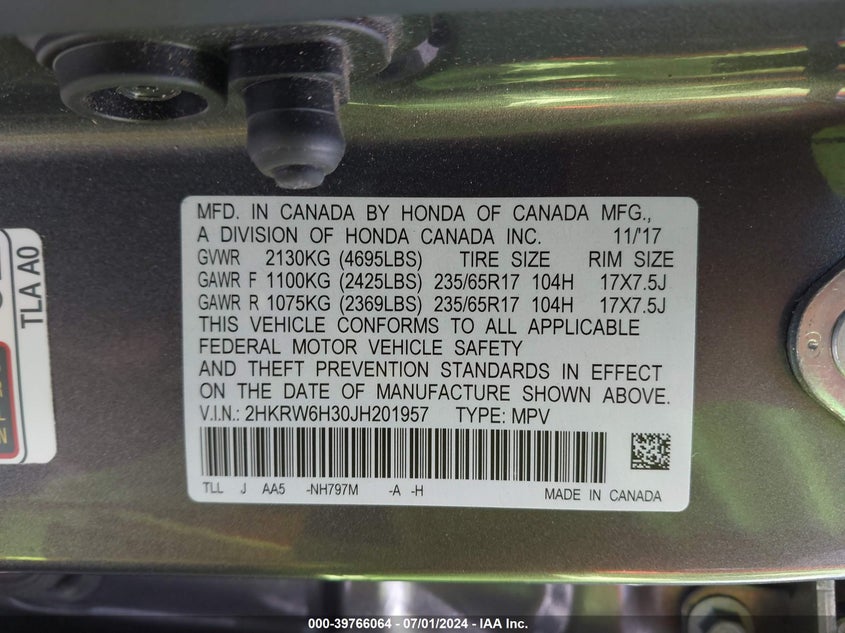 MFD. IN CANADA BY HONDA OF CANADA MFG.,
A DIVISION OF HONDA CANADA INC. 11/'17
GVWR 2130KG (4695LBS) TIRE SIZE RIM SIZE
GAWR F 1100KG (2425LBS) 235/65R17 104H 17X7.5J
GAWR R 1075KG (2369LBS) 235/65R17 104H 17X7.5J
THIS VEHICLE CONFORMS TO ALL APPLICABLE
FEDERAL MOTOR VEHICLE SAFETY
AND THEFT PREVENTION STANDARDS IN EFFECT
ON THE DATE OF MANUFACTURE SHOWN ABOVE.
V.I.N.: 2HKRW6H30JH201957 TYPE: MPV
TLL J AA5 -NH797M -A -H MADE IN CANADA
TLA A0
000-39766064 - 07/01/2024 - IAA Inc.